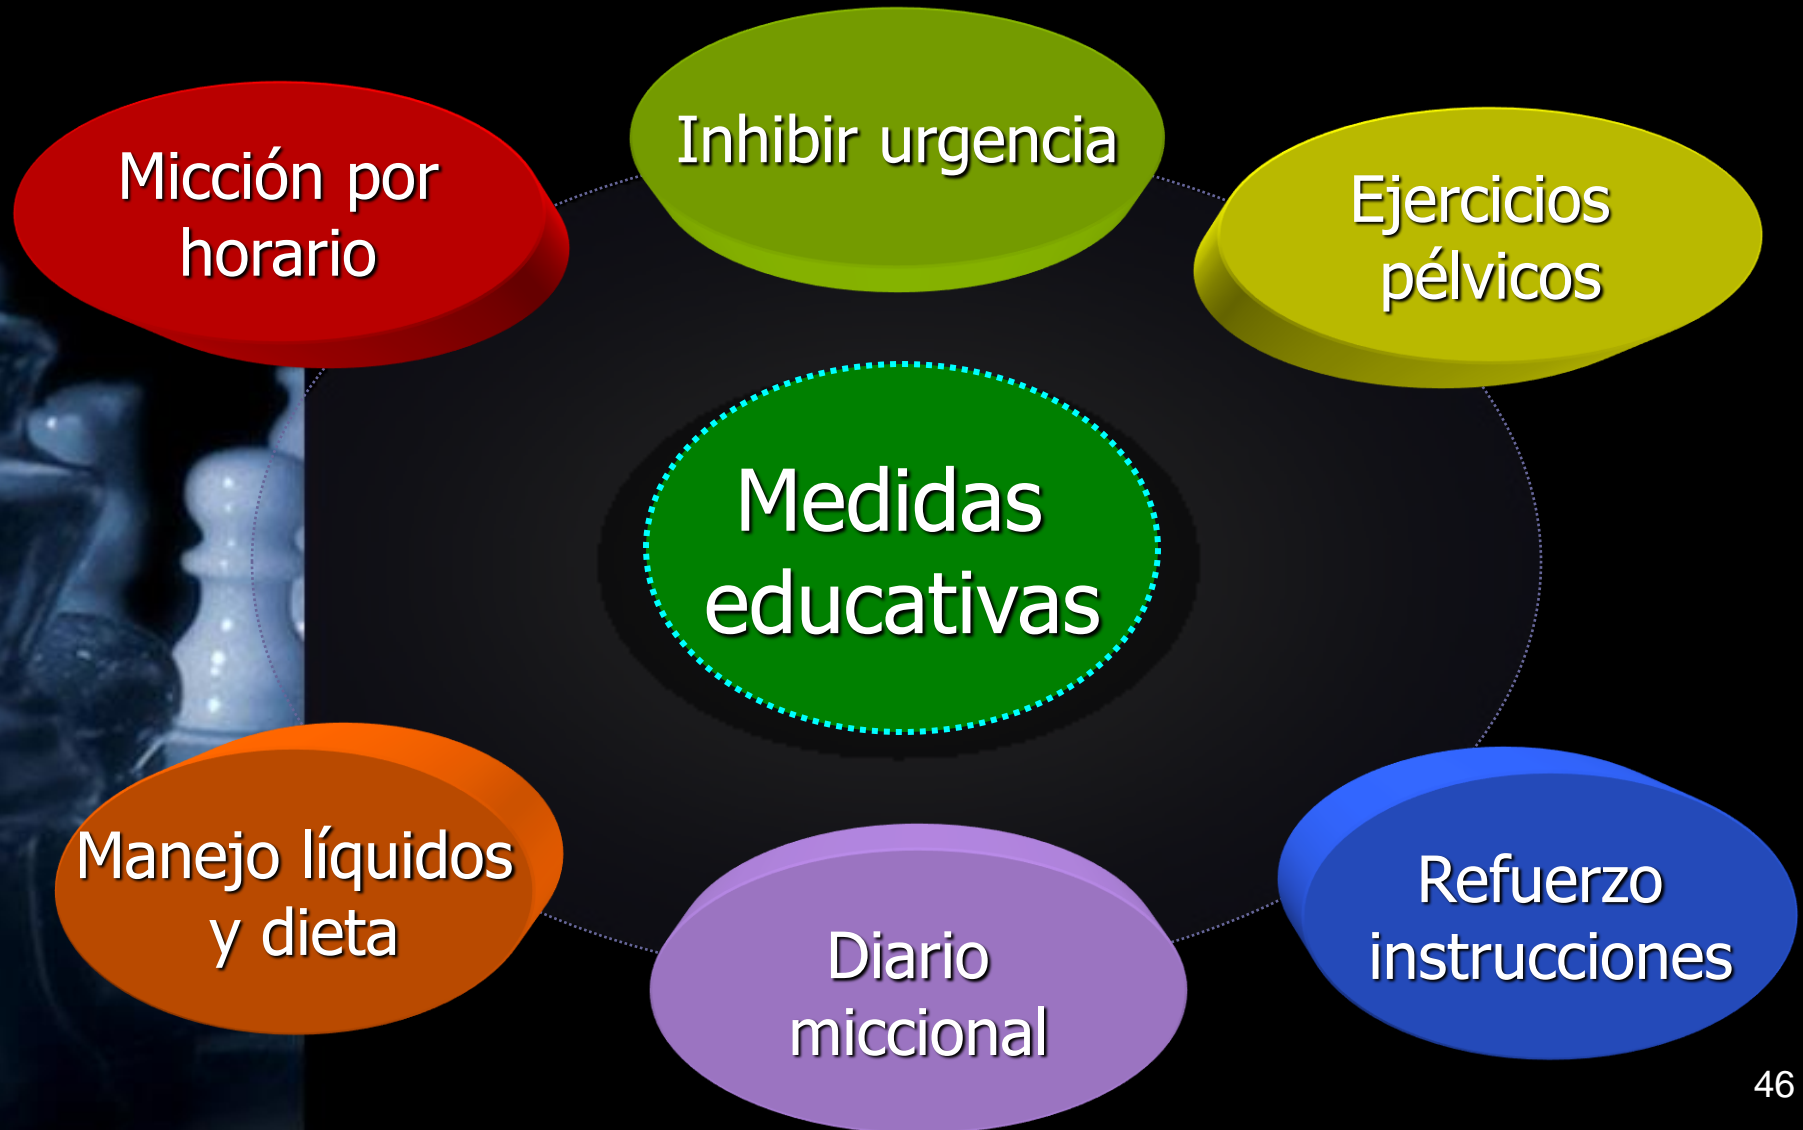 Inhibir urgencia
Micción por
horario
Ejercicios
pélvicos
Medidas
educativas
Manejo líquidos
y dieta
Diario
miccional
Refuerzo
instrucciones
46